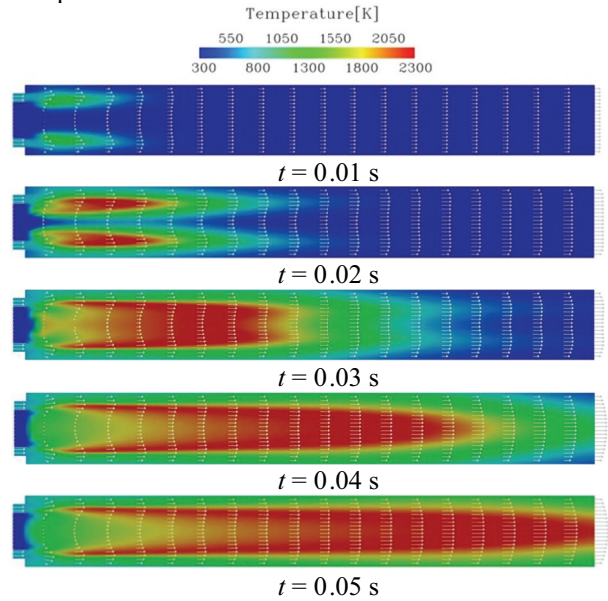 Temperature[K]
550 1050 1550 2050
300 800 1300 1800 2300
t = 0.01 s
t = 0.02 s
t = 0.03 s
t = 0.04 s
t = 0.05 s